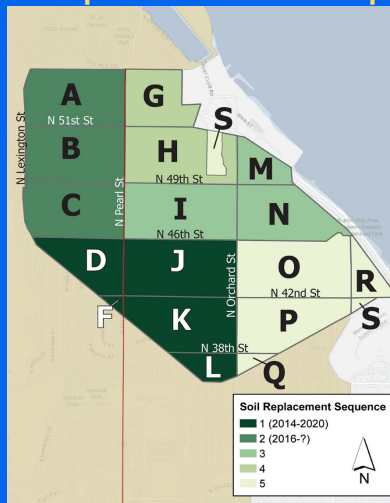 A
G
N 51st St
S
N Lexington St
B
H
M
N 49th St
N Pearl St
C
I
N
N 46th St
D
J
N Orchard St
O
R
N 42nd St
F
K
P
S
N 38th St
L
Q
Soil Replacement Sequence
1 (2014-2020)
2 (2016-?)
3
4
5
N